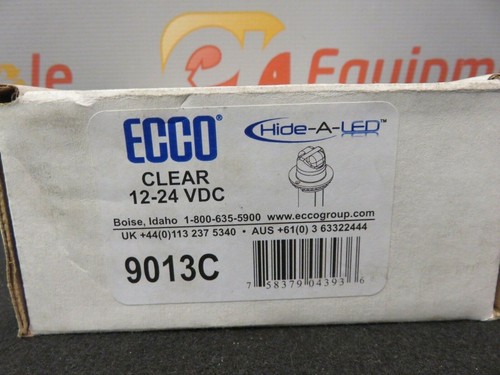 le
Equipm
ECCO®
Hide-A-LED™
CLEAR
12-24 VDC
Boise, Idaho 1-800-635-5900 www.eccogroup.com
UK +44(0)113 237 5340 • AUS +61(0) 3 63322444
9013C
7 58379 04393 6